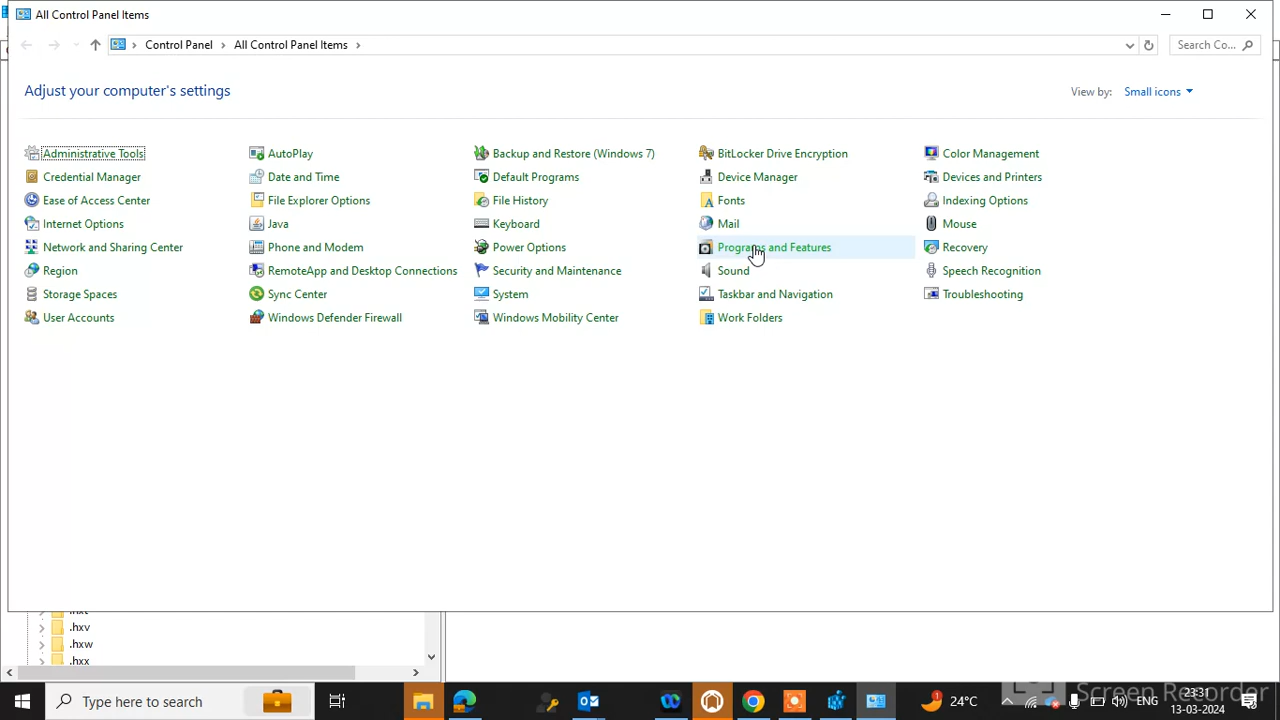 All Control Panel Items
Control Panel
All Control Panel Items
Search Co...
Adjust your computer's settings
View by: Small icons
Administrative Tools
AutoPlay
Backup and Restore (Windows 7)
BitLocker Drive Encryption
Color Management
Credential Manager
Date and Time
Default Programs
Device Manager
Devices and Printers
Ease of Access Center
File Explorer Options
File History
Fonts
Indexing Options
Internet Options
Java
Keyboard
Mail
Mouse
Network and Sharing Center
Phone and Modem
Power Options
Programs and Features
Recovery
Region
RemoteApp and Desktop Connections
Security and Maintenance
Sound
Speech Recognition
Storage Spaces
Sync Center
System
Taskbar and Navigation
Troubleshooting
User Accounts
Windows Defender Firewall
Windows Mobility Center
Work Folders
.hxv
.hxw
.hxx
Type here to search
24°C
ENG
23:31
13-03-2024
Screen Recorder